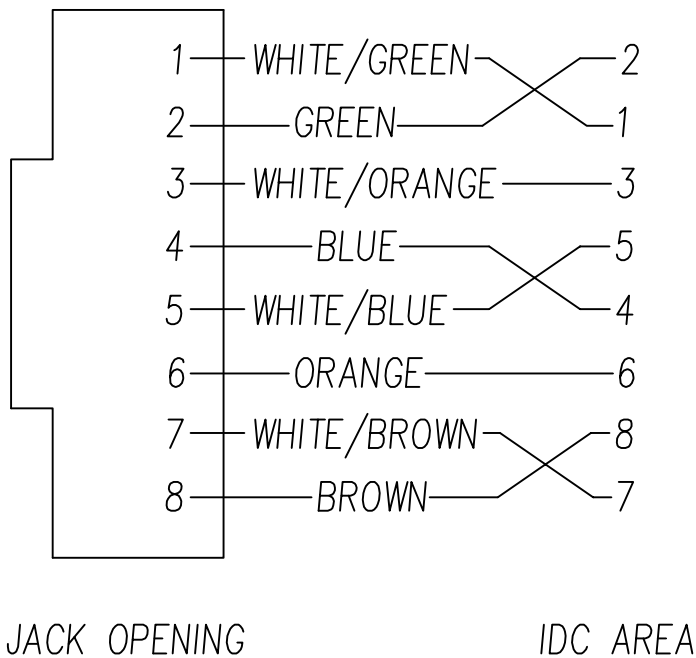 1 WHITE/GREEN 2
2 GREEN 1
3 WHITE/ORANGE 3
4 BLUE 5
5 WHITE/BLUE 4
6 ORANGE 6
7 WHITE/BROWN 8
8 BROWN 7
JACK OPENING IDC AREA